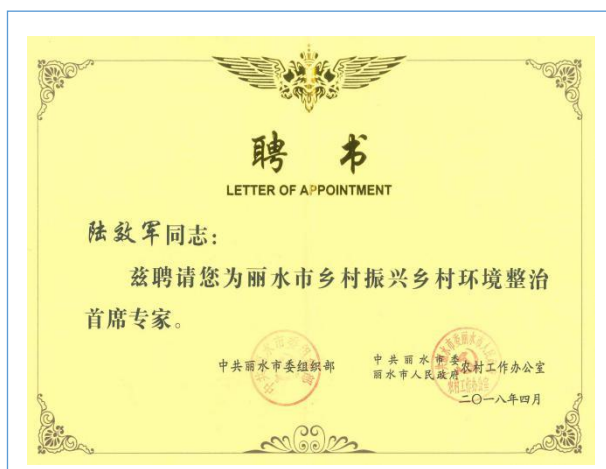 聘 书
LETTER OF APPOINTMENT
陆效军同志：
兹聘请您为丽水市乡村振兴乡村环境整治
首席专家。
中共丽水市委组织部
中共丽水市委
丽水市人民政府
农村工作办公室
二〇一八年四月